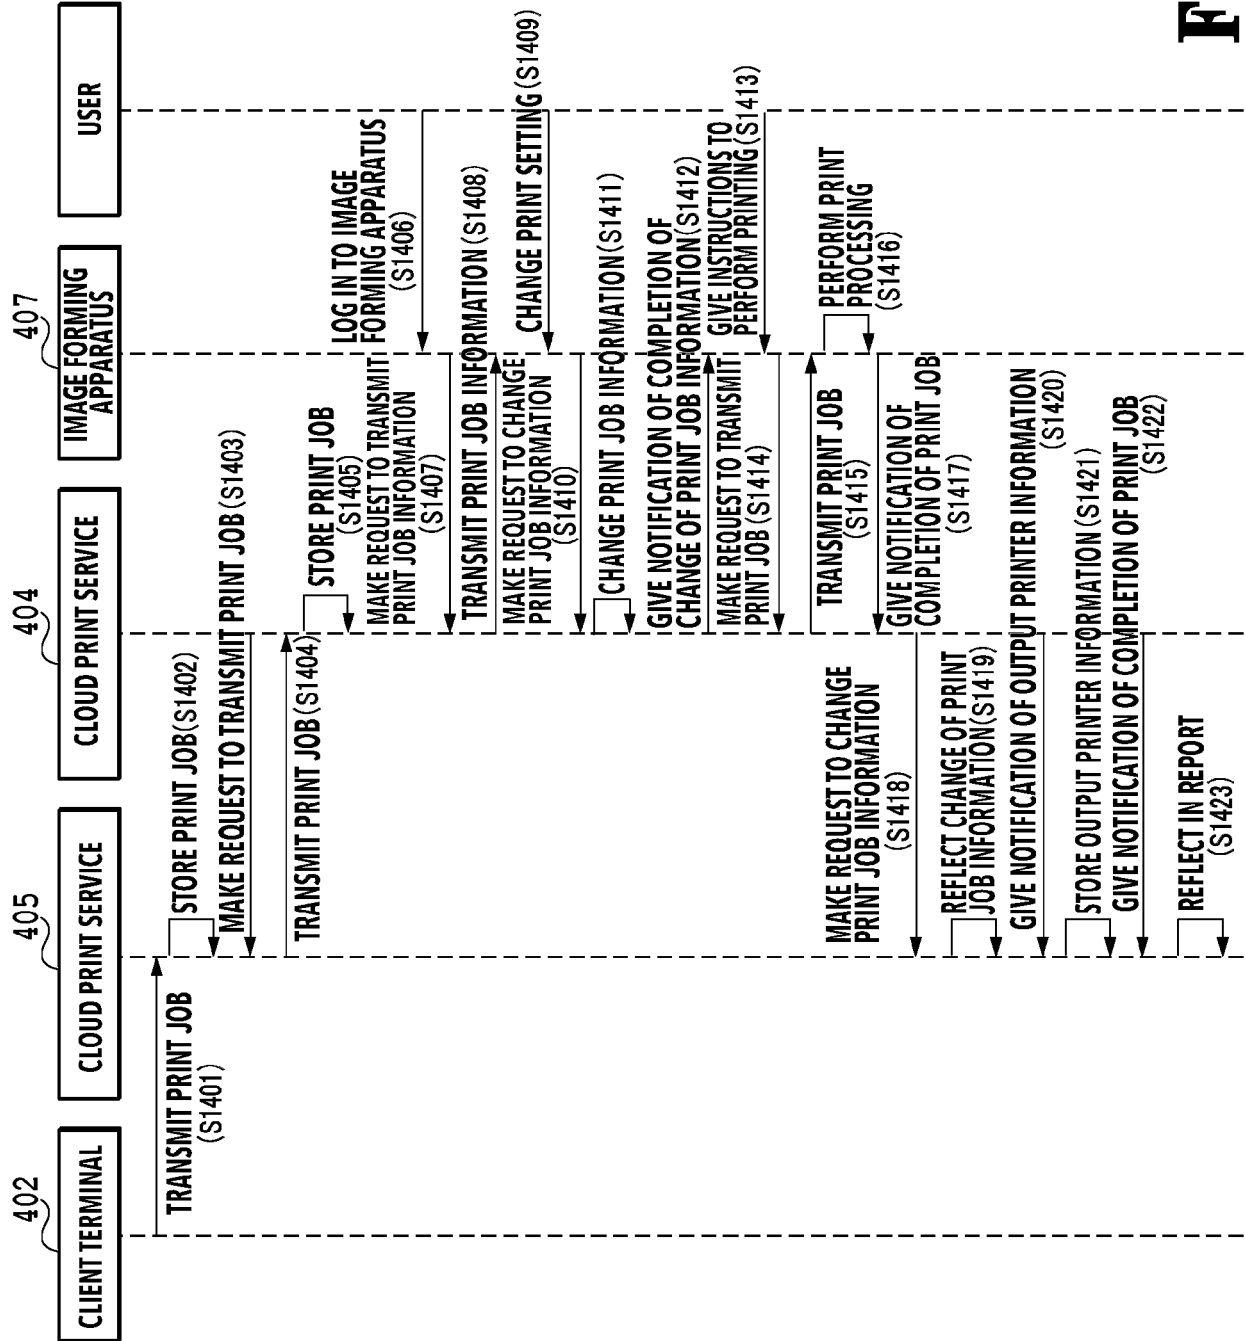 402
CLIENT TERMINAL
405
CLOUD PRINT SERVICE
404
CLOUD PRINT SERVICE
407
IMAGE FORMING
APPARATUS
USER
TRANSMIT PRINT JOB
(S1401)
STORE PRINT JOB(S1402)
MAKE REQUEST TO TRANSMIT PRINT JOB(S1403)
TRANSMIT PRINT JOB(S1404)
STORE PRINT JOB
(S1405)
LOG IN TO IMAGE
FORMING APPARATUS
(S1406)
MAKE REQUEST TO TRANSMIT
PRINT JOB INFORMATION
(S1407)
TRANSMIT PRINT JOB INFORMATION(S1408)
CHANGE PRINT SETTING(S1409)
MAKE REQUEST TO CHANGE
PRINT JOB INFORMATION
(S1410)
CHANGE PRINT JOB INFORMATION(S1411)
GIVE NOTIFICATION OF COMPLETION OF
CHANGE OF PRINT JOB INFORMATION(S1412)
GIVE INSTRUCTIONS TO
PERFORM PRINTING(S1413)
MAKE REQUEST TO TRANSMIT
PRINT JOB(S1414)
TRANSMIT PRINT JOB
(S1415)
PERFORM PRINT
PROCESSING
(S1416)
GIVE NOTIFICATION OF
COMPLETION OF PRINT JOB
(S1417)
MAKE REQUEST TO CHANGE
PRINT JOB INFORMATION
(S1418)
REFLECT CHANGE OF PRINT
JOB INFORMATION(S1419)
GIVE NOTIFICATION OF OUTPUT PRINTER INFORMATION
(S1420)
STORE OUTPUT PRINTER INFORMATION(S1421)
GIVE NOTIFICATION OF COMPLETION OF PRINT JOB
(S1422)
REFLECT IN REPORT
(S1423)
F